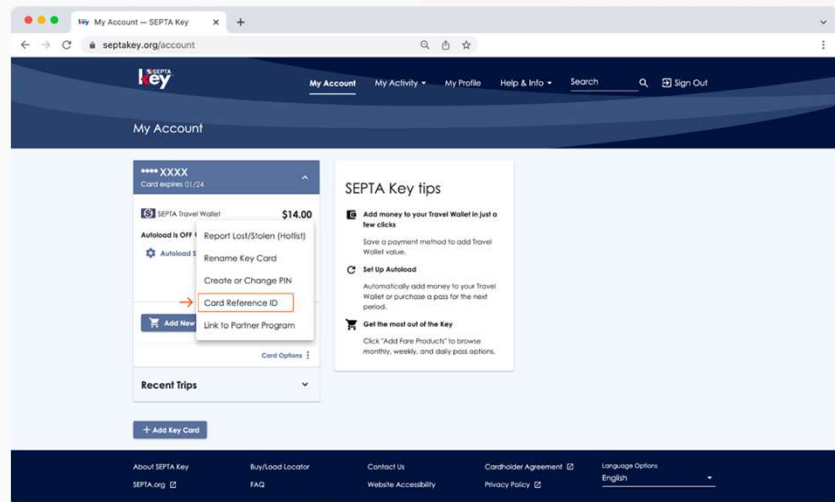 My Account — SEPTA Key
septakey.org/account
SEPTA
key
My Account
My Activity
My Profile
Help & Info
Search
Sign Out
My Account
•••• XXXX
Card expires 01/24
SEPTA Travel Wallet
$14.00
Autoload is OFF
Autoload S
Report Lost/Stolen (Hotlist)
Rename Key Card
Create or Change PIN
Card Reference ID
Link to Partner Program
Add New
Card Options
Recent Trips
+ Add Key Card
SEPTA Key tips
Add money to your Travel Wallet in just a
few clicks
Save a payment method to add Travel
Wallet value.
Set Up Autoload
Automatically add money to your Travel
Wallet or purchase a pass for the next
period.
Get the most out of the Key
Click "Add Fare Products" to browse
monthly, weekly, and daily pass options.
About SEPTA Key
Buy/Load Locator
Contact Us
Cardholder Agreement
Language Options
SEPTA.org
FAQ
Website Accessibility
Privacy Policy
English